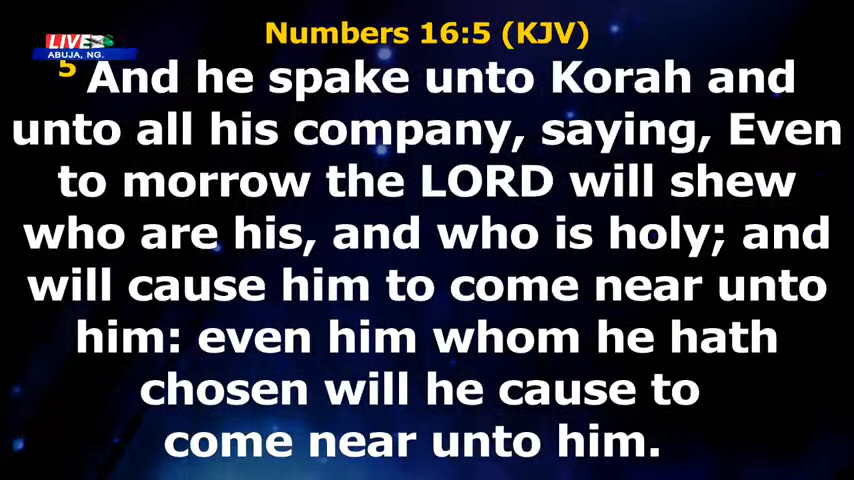 Numbers 16:5 (KJV)
LIVE
ABUJA, NG.
5 And he spake unto Korah and
unto all his company, saying, Even
to morrow the LORD will shew
who are his, and who is holy; and
will cause him to come near unto
him: even him whom he hath
chosen will he cause to
come near unto him.